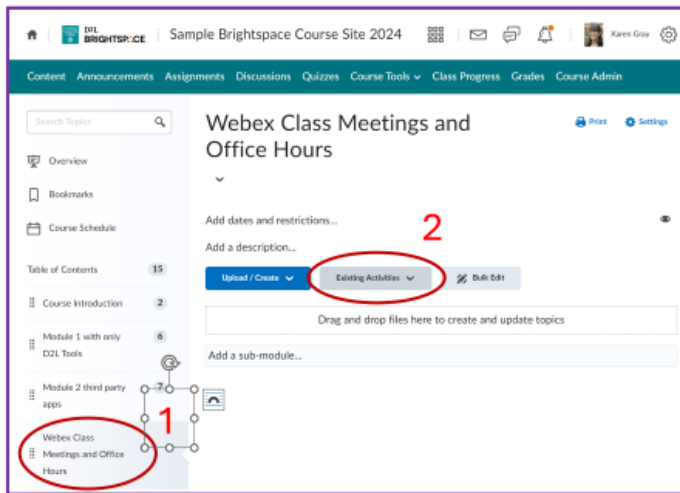 D2L
BRIGHTSPACE
Sample Brightspace Course Site 2024
Karen Gray
Content Announcements Assignments Discussions Quizzes Course Tools Class Progress Grades Course Admin
Search Topics
Overview
Bookmarks
Course Schedule
Table of Contents 15
Course Introduction 2
Module 1 with only 6
D2L Tools
Module 2 third party 7
apps
1
Webex Class
Meetings and Office
Hours
Webex Class Meetings and
Office Hours
Print Settings
Add dates and restrictions...
2
Add a description...
Upload / Create Existing Activities Bulk Edit
Drag and drop files here to create and update topics
Add a sub-module...